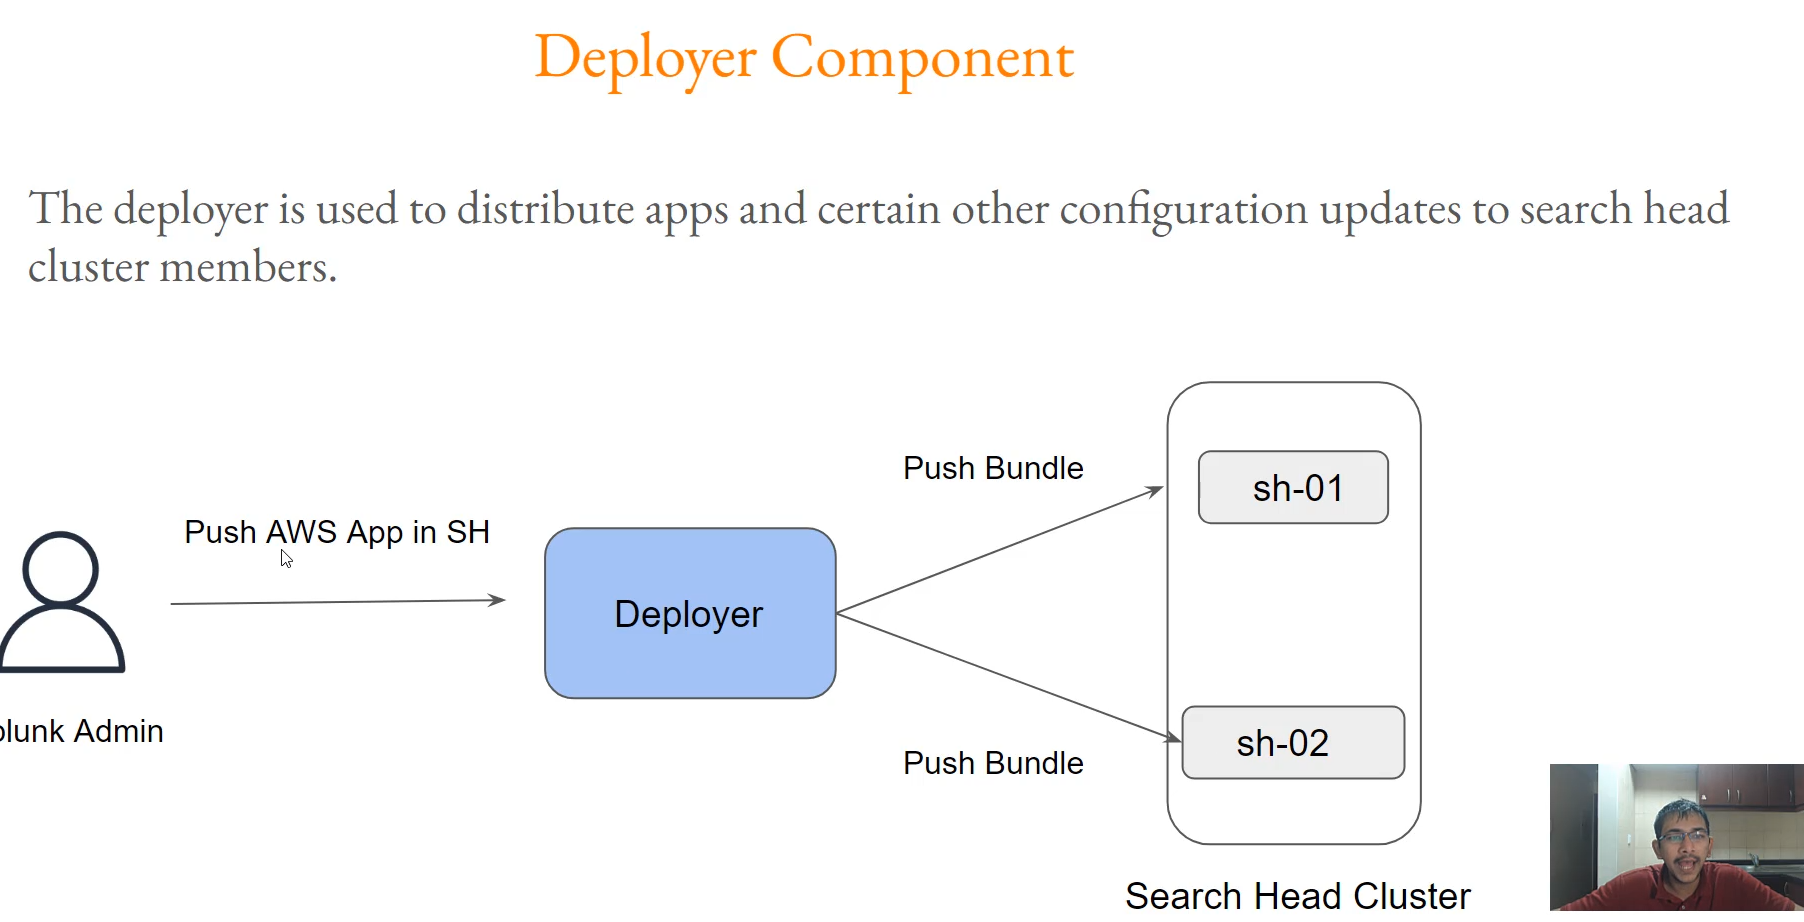 Deployer Component
The deployer is used to distribute apps and certain other configuration updates to search head
cluster members.
Push Bundle
sh-01
Push AWS App in SH
Deployer
plunk Admin
sh-02
Push Bundle
Search Head Cluster